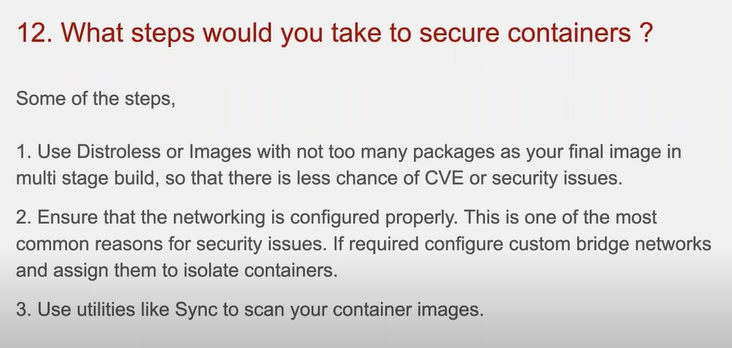 12. What steps would you take to secure containers ?
Some of the steps,
1. Use Distroless or Images with not too many packages as your final image in
multi stage build, so that there is less chance of CVE or security issues.
2. Ensure that the networking is configured properly. This is one of the most
common reasons for security issues. If required configure custom bridge networks
and assign them to isolate containers.
3. Use utilities like Sync to scan your container images.